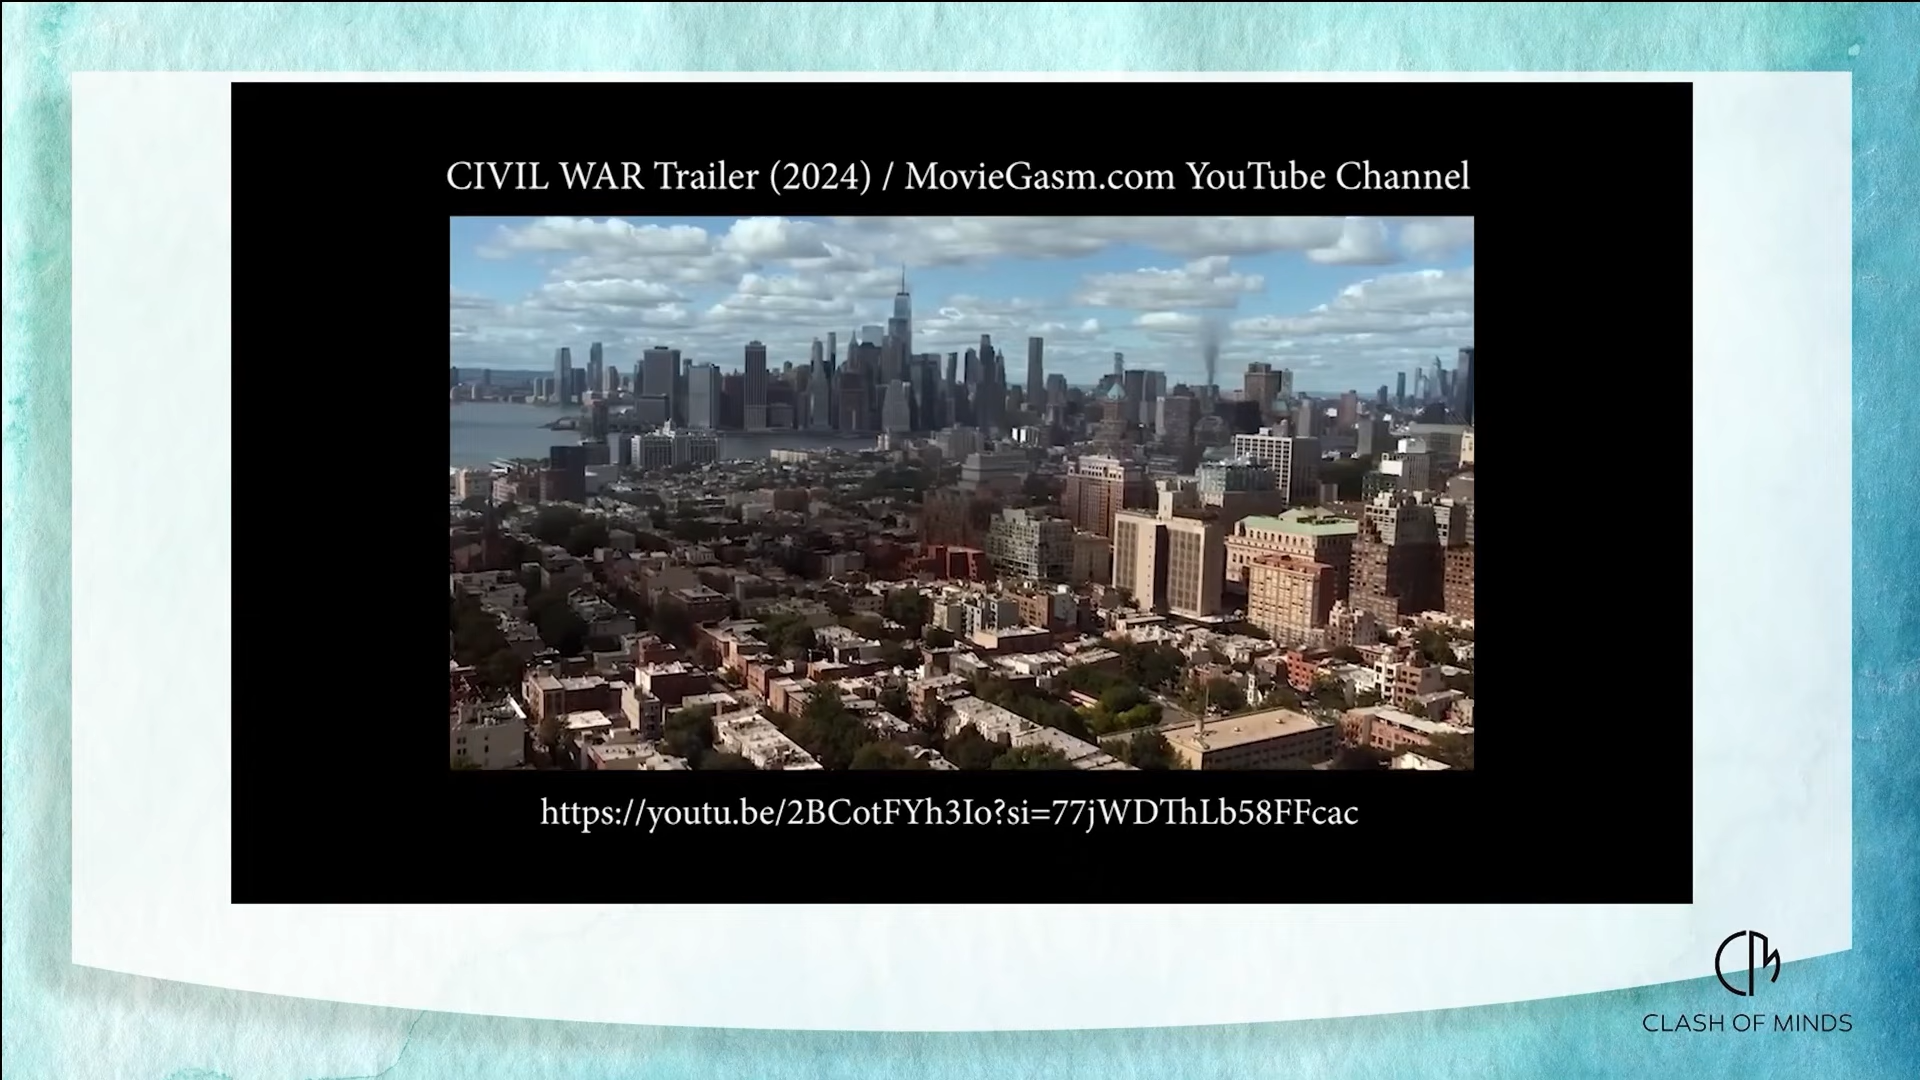 CIVIL WAR Trailer (2024) / MovieGasm.com YouTube Channel
https://youtu.be/2BCotFYh3Io?si=77jWDThLb58FFcac
CLASH OF MINDS